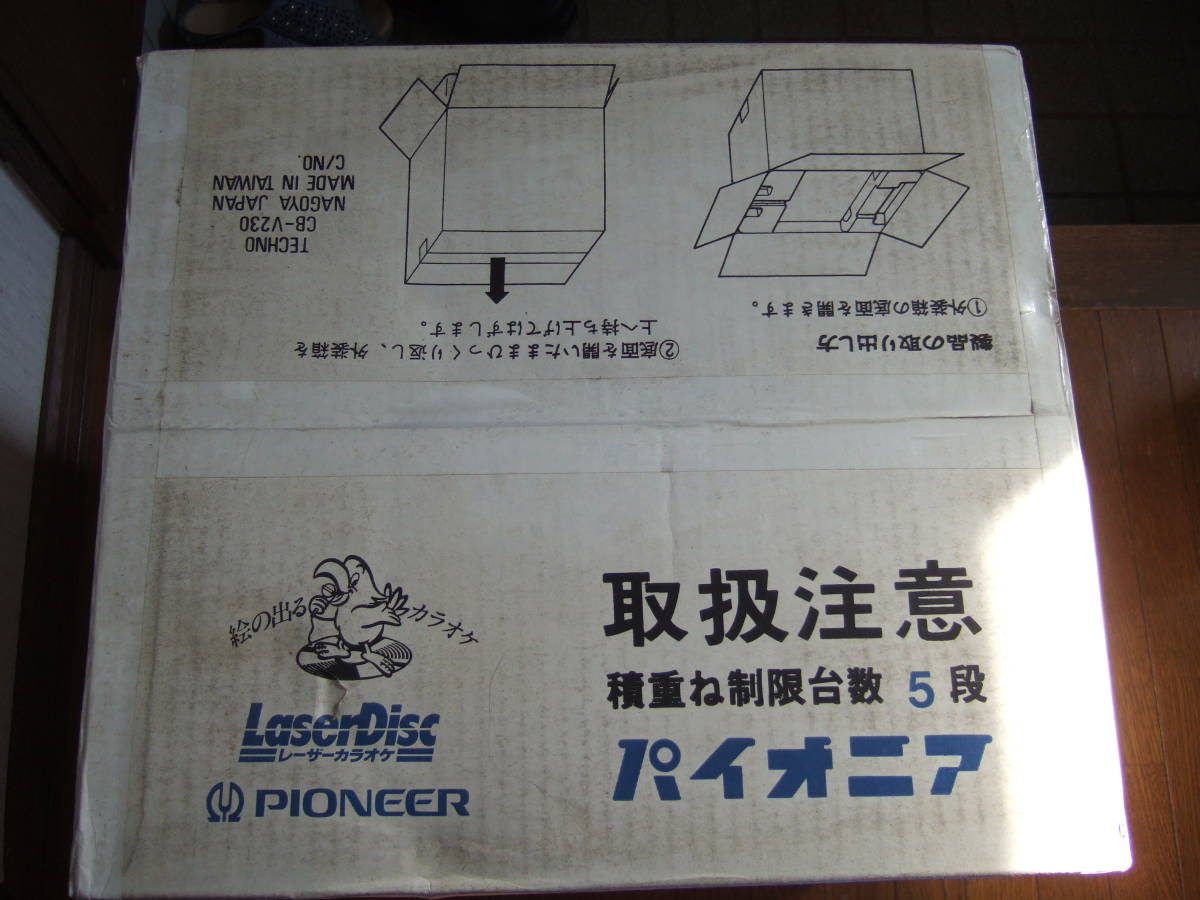 製品の取り出し方
①外装箱の底面を開きます。
②底面を開いたままひっくり返し、外装箱を
上へ持ち上げてはずします。
TECHNO
CB-V230
NAGOYA JAPAN
MADE IN TAIWAN
C/NO.
絵の出るカラオケ
LaserDisc
レーザーカラオケ
PIONEER
取扱注意
積重ね制限台数 5段
パイオニア